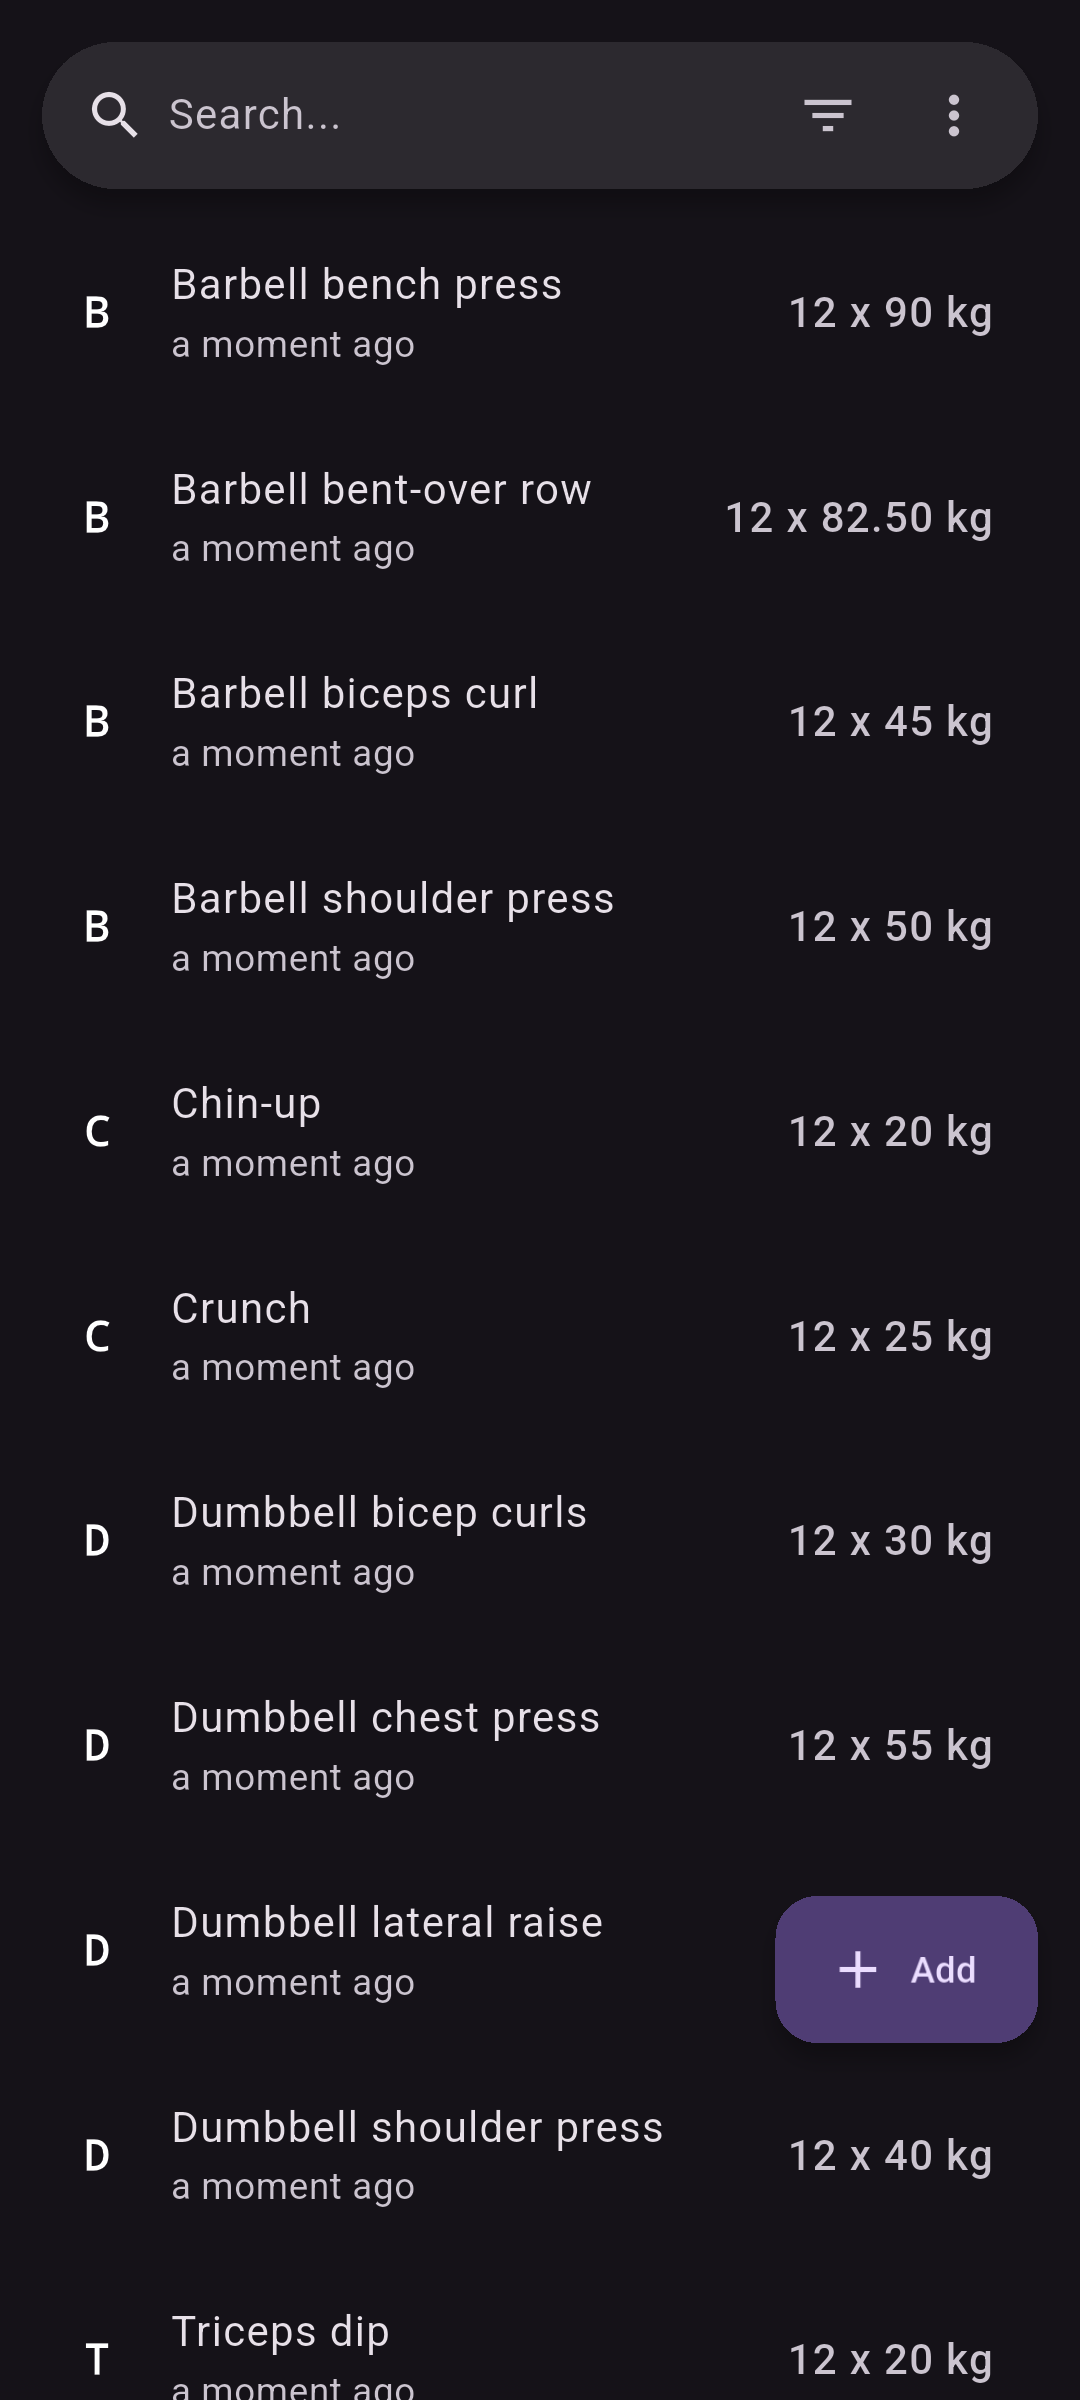 Search...
B
Barbell bench press
a moment ago
12 x 90 kg
B
Barbell bent-over row
a moment ago
12 x 82.50 kg
B
Barbell biceps curl
a moment ago
12 x 45 kg
B
Barbell shoulder press
a moment ago
12 x 50 kg
C
Chin-up
a moment ago
12 x 20 kg
C
Crunch
a moment ago
12 x 25 kg
D
Dumbbell bicep curls
a moment ago
12 x 30 kg
D
Dumbbell chest press
a moment ago
12 x 55 kg
D
Dumbbell lateral raise
a moment ago
Add
D
Dumbbell shoulder press
a moment ago
12 x 40 kg
T
Triceps dip
a moment ago
12 x 20 kg